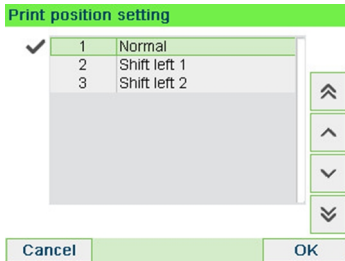 Print position setting
1 Normal
2 Shift left 1
3 Shift left 2
Cancel OK